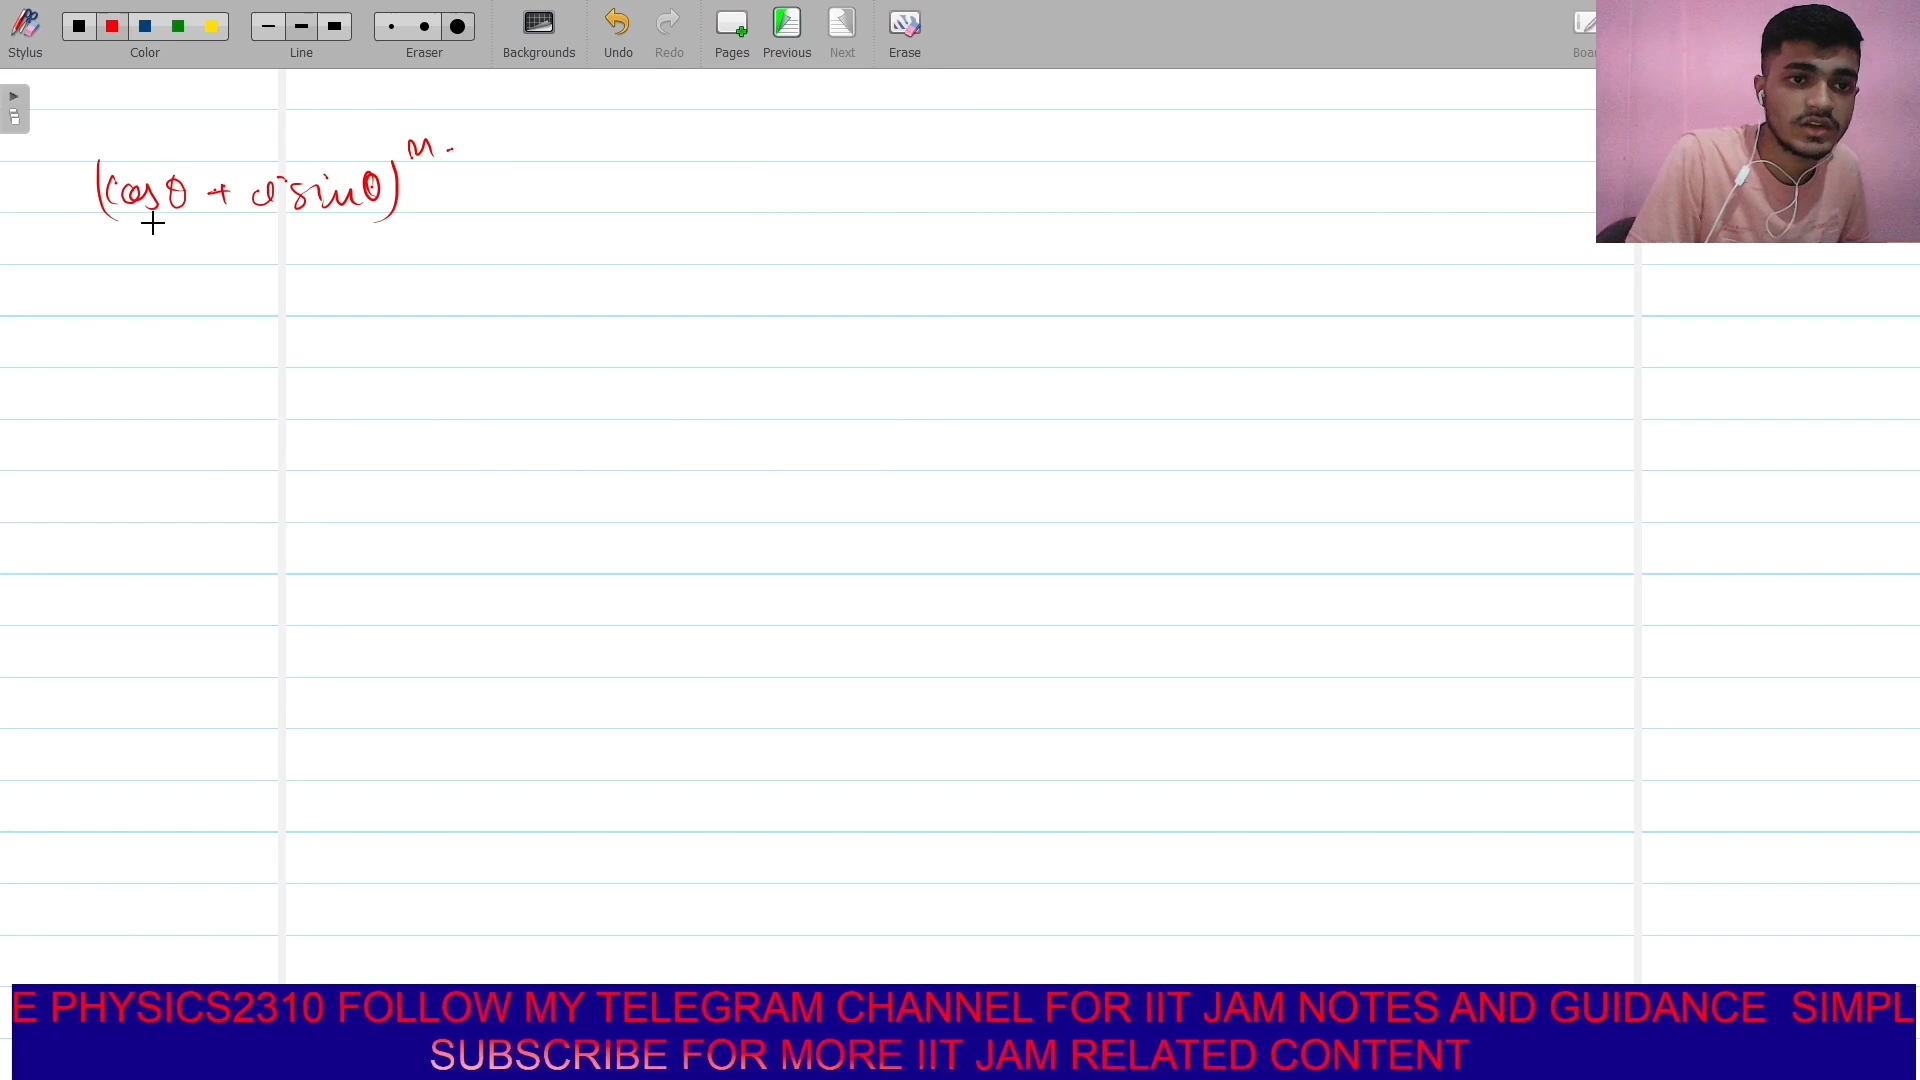 Stylus Color Line Eraser Backgrounds Undo Redo Pages Previous Next Erase Boar
(cosθ + i sinθ)^n.
E PHYSICS2310 FOLLOW MY TELEGRAM CHANNEL FOR IIT JAM NOTES AND GUIDANCE SIMPL
SUBSCRIBE FOR MORE IIT JAM RELATED CONTENT